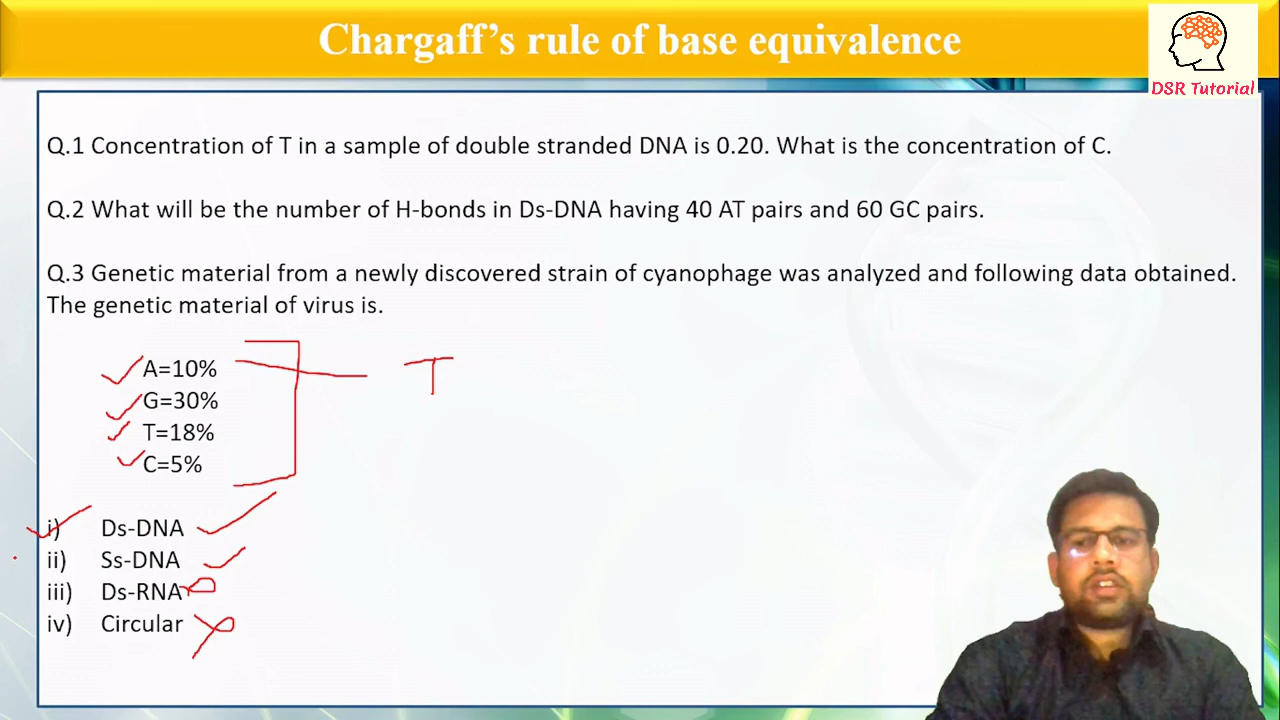 Chargaff's rule of base equivalence
DSR Tutorial
Q.1 Concentration of T in a sample of double stranded DNA is 0.20. What is the concentration of C.
Q.2 What will be the number of H-bonds in Ds-DNA having 40 AT pairs and 60 GC pairs.
Q.3 Genetic material from a newly discovered strain of cyanophage was analyzed and following data obtained.
The genetic material of virus is.
A=10%
T
G=30%
T=18%
C=5%
i) Ds-DNA
ii) Ss-DNA
iii) Ds-RNA
iv) Circular